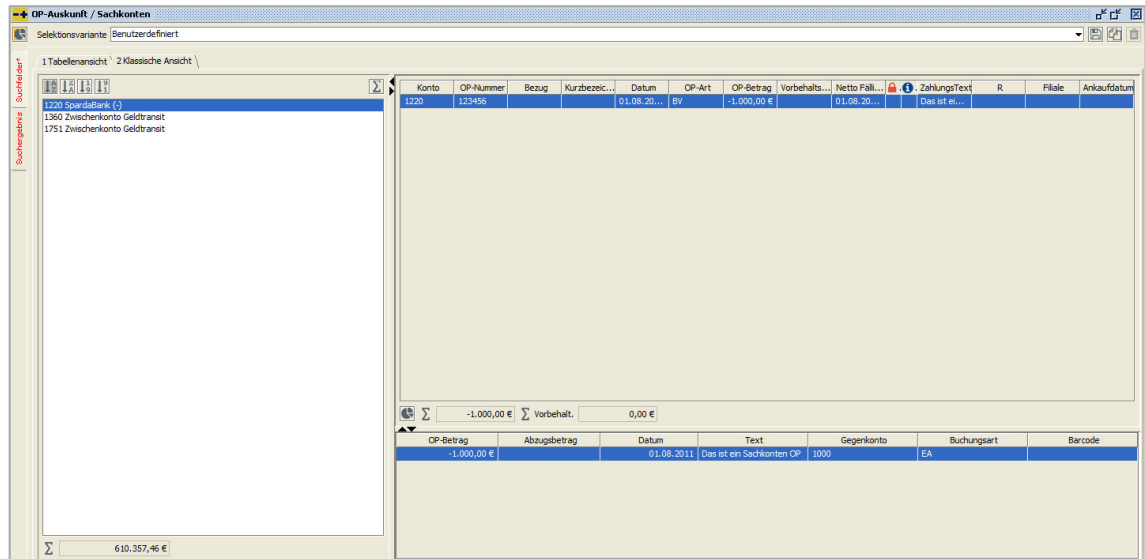 OP-Auskunft / Sachkonten
Selektionsvariante Benutzerdefiniert
1 Tabellenansicht 2 Klassische Ansicht
Suchfelder*
Suchergebnis
1220 SpardaBank (-)
1360 Zwischenkonto Geldtransit
1751 Zwischenkonto Geldtransit
Σ 610.357,46 €
Konto OP-Nummer Bezug Kurzbezeic... Datum OP-Art OP-Betrag Vorbehalts... Netto Fälli... . . ZahlungsText R Filiale Ankaufdatum
1220 123456 01.08.20... BV -1.000,00 € 01.08.20... Das ist ei...
Σ -1.000,00 € Σ Vorbehalt. 0,00 €
OP-Betrag Abzugsbetrag Datum Text Gegenkonto Buchungsart Barcode
-1.000,00 € 01.08.2011 Das ist ein Sachkonten OP 1000 EA